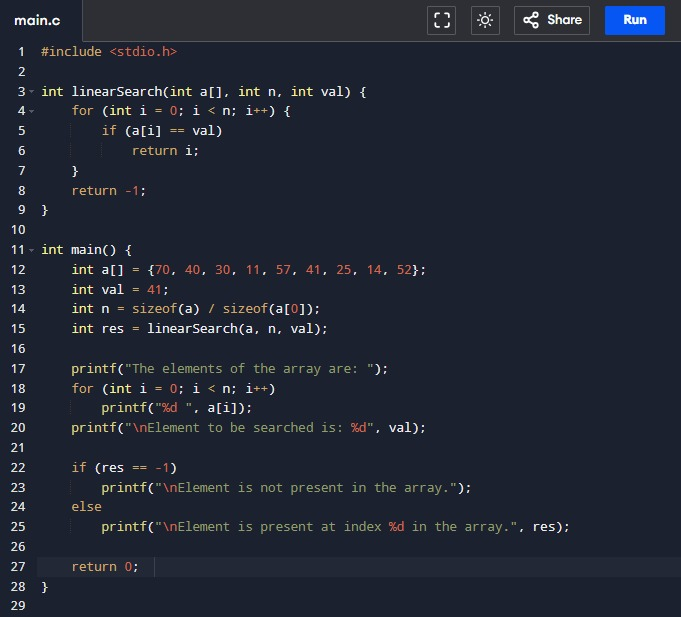 main.c
Share
Run
1 #include <stdio.h>
2
3 int linearSearch(int a[], int n, int val) {
4     for (int i = 0; i < n; i++) {
5         if (a[i] == val)
6             return i;
7     }
8     return -1;
9 }
10
11 int main() {
12     int a[] = {70, 40, 30, 11, 57, 41, 25, 14, 52};
13     int val = 41;
14     int n = sizeof(a) / sizeof(a[0]);
15     int res = linearSearch(a, n, val);
16
17     printf("The elements of the array are: ");
18     for (int i = 0; i < n; i++)
19         printf("%d ", a[i]);
20     printf("\nElement to be searched is: %d", val);
21
22     if (res == -1)
23         printf("\nElement is not present in the array.");
24     else
25         printf("\nElement is present at index %d in the array.", res);
26
27     return 0;
28 }
29